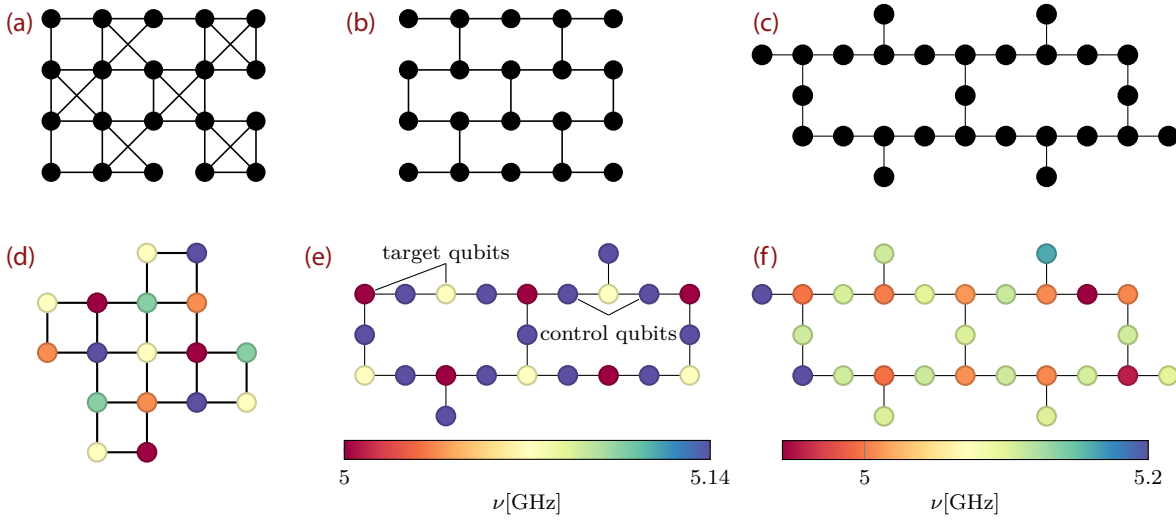 (a)
(b)
(c)
(d)
(e)
target qubits
control qubits
5
5.14
ν[GHz]
(f)
5
5.2
ν[GHz]